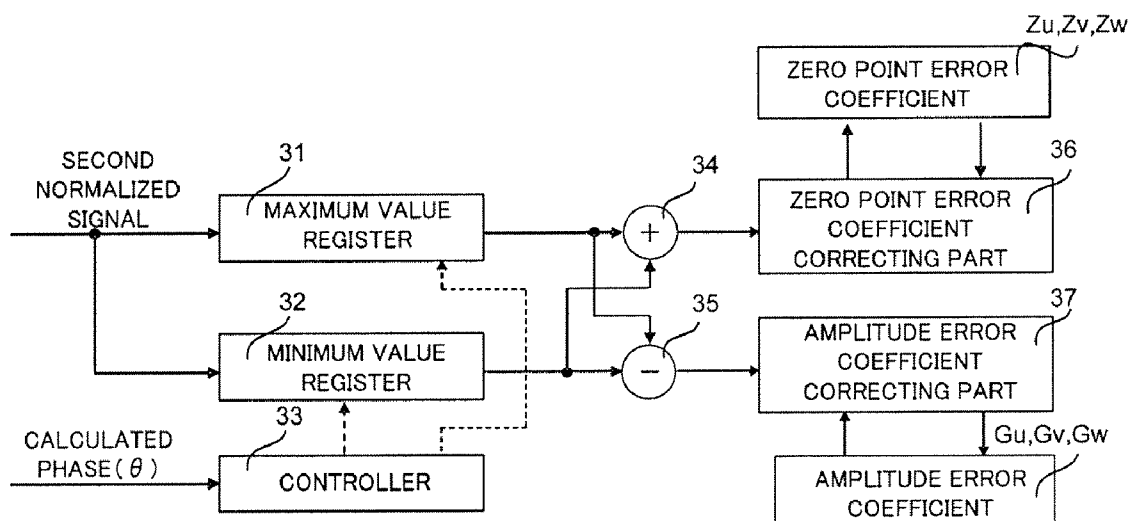 Zu,Zv,Zw
ZERO POINT ERROR
COEFFICIENT
SECOND
NORMALIZED
SIGNAL
31
MAXIMUM VALUE
REGISTER
34
+
36
ZERO POINT ERROR
COEFFICIENT
CORRECTING PART
32
MINIMUM VALUE
REGISTER
35
−
37
AMPLITUDE ERROR
COEFFICIENT
CORRECTING PART
CALCULATED
PHASE(θ)
33
CONTROLLER
Gu,Gv,Gw
AMPLITUDE ERROR
COEFFICIENT